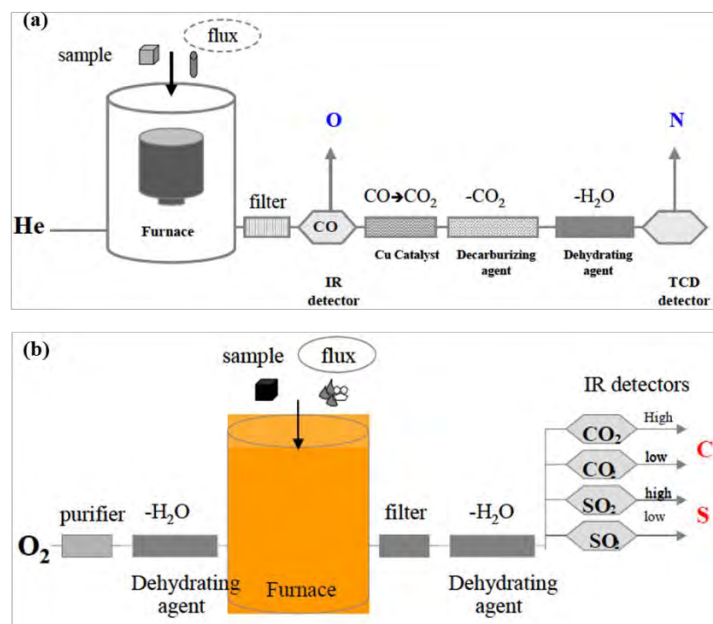 (a)
flux
sample
O
N
filter
CO→CO₂
-CO₂
-H₂O
He
Furnace
CO
Cu Catalyst
Decarburizing
agent
Dehydrating
agent
IR
detector
TCD
detector
(b)
sample
flux
IR detectors
CO₂
High
C
CO₂
low
purifier
-H₂O
filter
-H₂O
SO₂
high
S
O₂
SO₂
low
Dehydrating
agent
Furnace
Dehydrating
agent